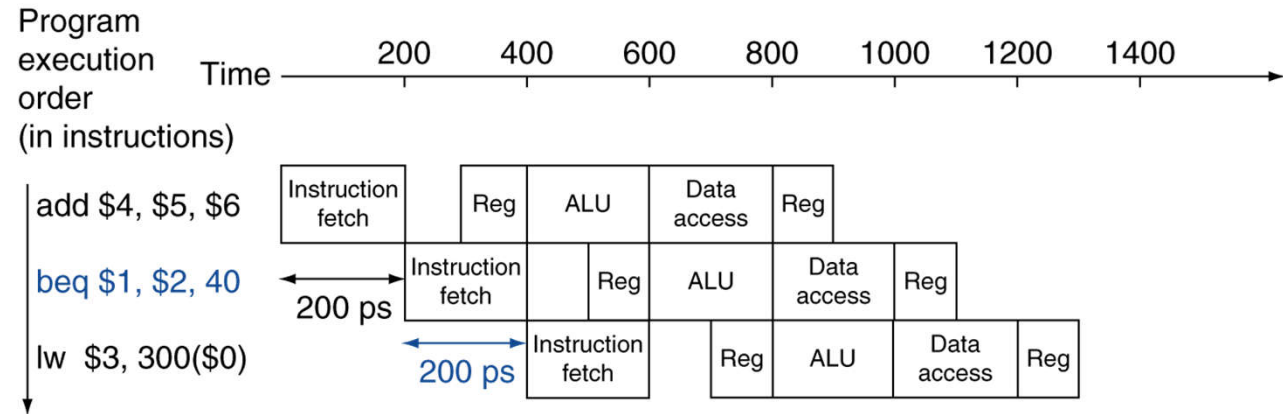 Program
execution
order
(in instructions)
Time
200 400 600 800 1000 1200 1400
add $4, $5, $6
Instruction
fetch
Reg
ALU
Data
access
Reg
beq $1, $2, 40
200 ps
Instruction
fetch
Reg
ALU
Data
access
Reg
lw $3, 300($0)
200 ps
Instruction
fetch
Reg
ALU
Data
access
Reg